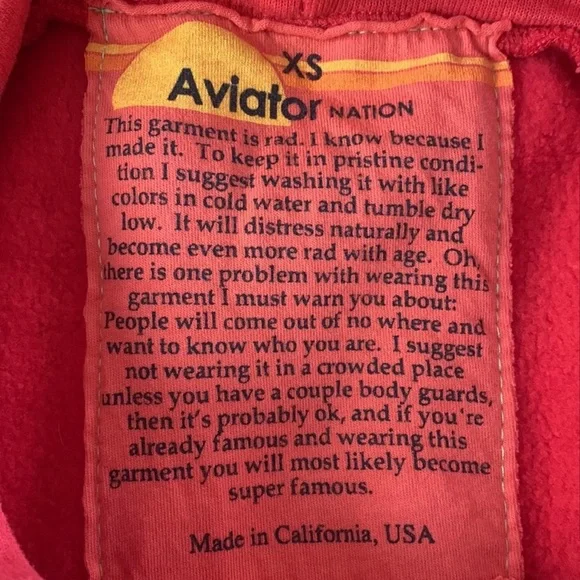 XS
Aviator NATION
This garment is rad. I know because I
made it. To keep it in pristine condi-
tion I suggest washing it with like
colors in cold water and tumble dry
low. It will distress naturally and
become even more rad with age. Oh,
there is one problem with wearing this
garment I must warn you about:
People will come out of no where and
want to know who you are. I suggest
not wearing it in a crowded place
unless you have a couple body guards,
then it's probably ok, and if you're
already famous and wearing this
garment you will most likely become
super famous.
Made in California, USA